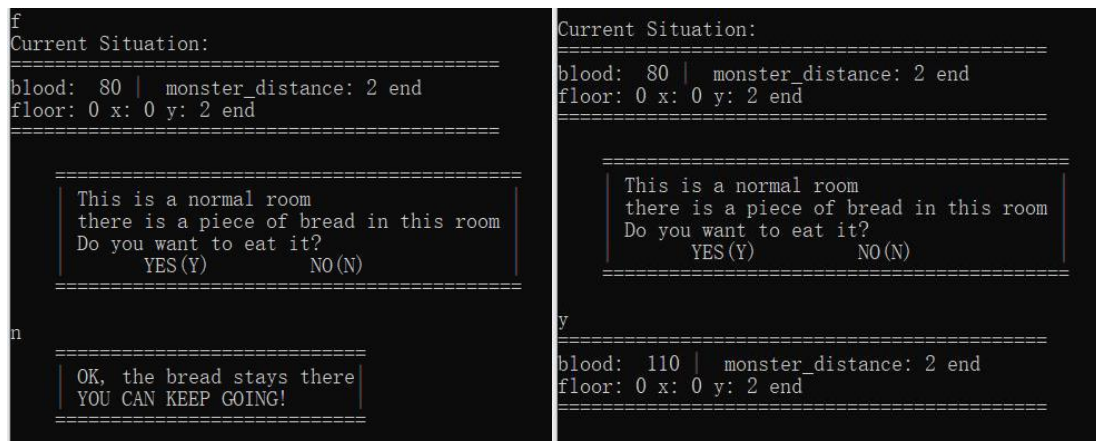 f
Current Situation:
============================================
blood:  80 |  monster_distance: 2 end
floor: 0 x: 0 y: 2 end
============================================
==========================================
| This is a normal room |
| there is a piece of bread in this room |
| Do you want to eat it? |
| YES(Y)         NO(N) |
==========================================
n
============================
| OK, the bread stays there|
| YOU CAN KEEP GOING! |
============================
Current Situation:
============================================
blood:  80 |  monster_distance: 2 end
floor: 0 x: 0 y: 2 end
============================================
==========================================
| This is a normal room |
| there is a piece of bread in this room |
| Do you want to eat it? |
| YES(Y)         NO(N) |
==========================================
y
============================================
blood:  110 |  monster_distance: 2 end
floor: 0 x: 0 y: 2 end
============================================